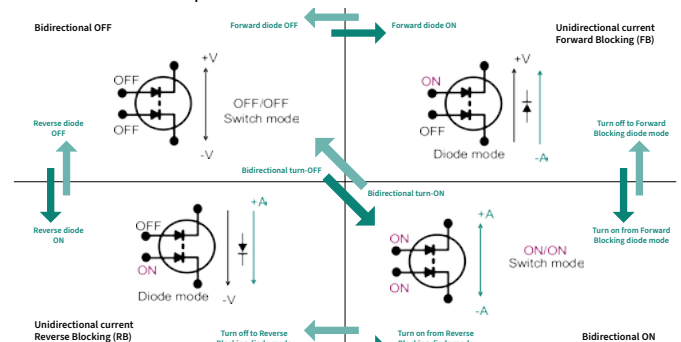 Forward diode OFF
Forward diode ON
Bidirectional OFF
Unidirectional current
Forward Blocking (FB)
OFF
OFF
+V
-V
OFF/OFF
Switch mode
ON
OFF
+V
-A
Diode mode
Reverse diode
OFF
Turn off to Forward
Blocking diode mode
Bidirectional turn-OFF
Bidirectional turn-ON
Reverse diode
ON
Turn on from Forward
Blocking diode mode
OFF
ON
+A
-V
Diode mode
ON
ON
+A
-A
ON/ON
Switch mode
Unidirectional current
Reverse Blocking (RB)
Turn off to Reverse
Turn on from Reverse
Bidirectional ON